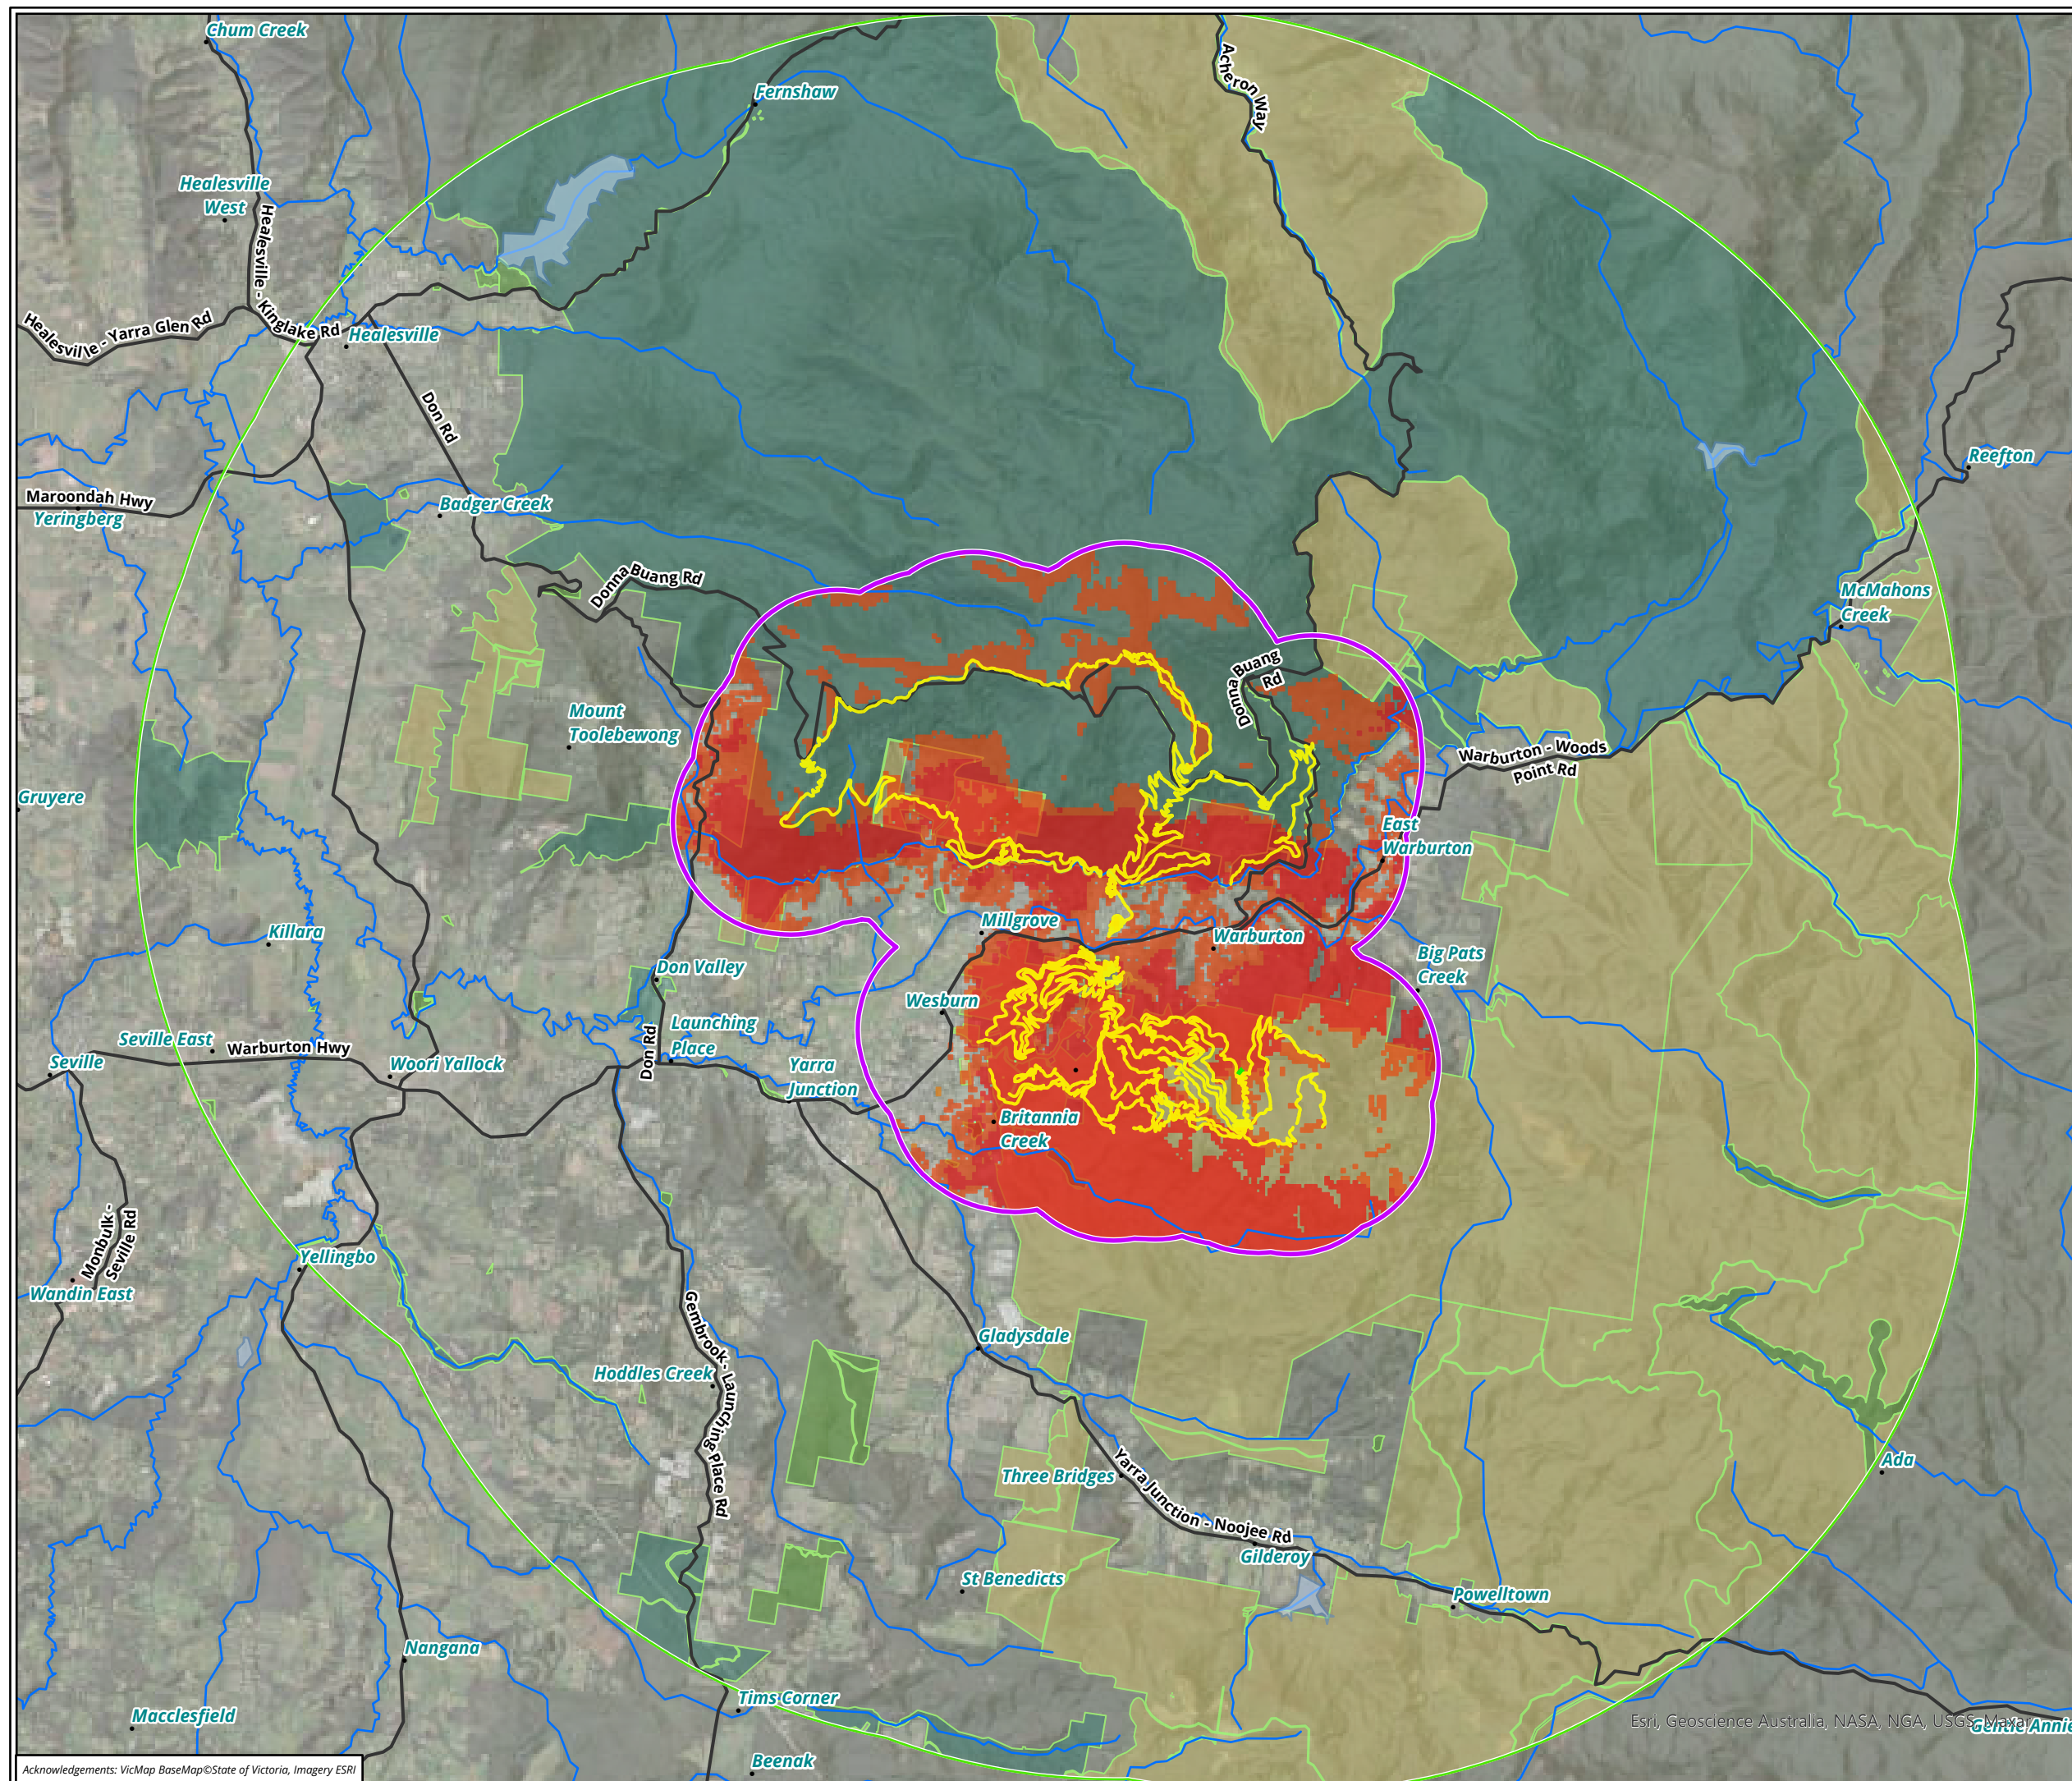 Chum Creek
Fernshaw
Acheron Way
Healesville
West
Healesville - Kinglake Rd
Healesville - Yarra Glen Rd
Healesville
Don Rd
Reefton
Maroondah Hwy
Yeringberg
Badger Creek
Donna Buang Rd
McMahons
Creek
Buang
Rd
Donna
Mount
Toolebewong
Warburton - Woods
Point Rd
Gruyere
East
Warburton
Millgrove
Warburton
Killara
Big Pats
Creek
Don Valley
Wesburn
Launching
Place
Seville East
Warburton Hwy
Don Rd
Seville
Woori Yallock
Yarra
Junction
Britannia
Creek
Monbulk -
Seville Rd
Yellingbo
Wandin East
Gembrook - Launching Place Rd
Gladysdale
Hoddles Creek
Three Bridges
Yarra Junction - Noojee Rd
Ada
Gilderoy
St Benedicts
Powelltown
Nangana
Tims Corner
Macclesfield
Esri, Geoscience Australia, NASA, NGA, USGS, Maxar
Gentle Annie
Beenak
Acknowledgements: VicMap BaseMap©State of Victoria, Imagery ESRI